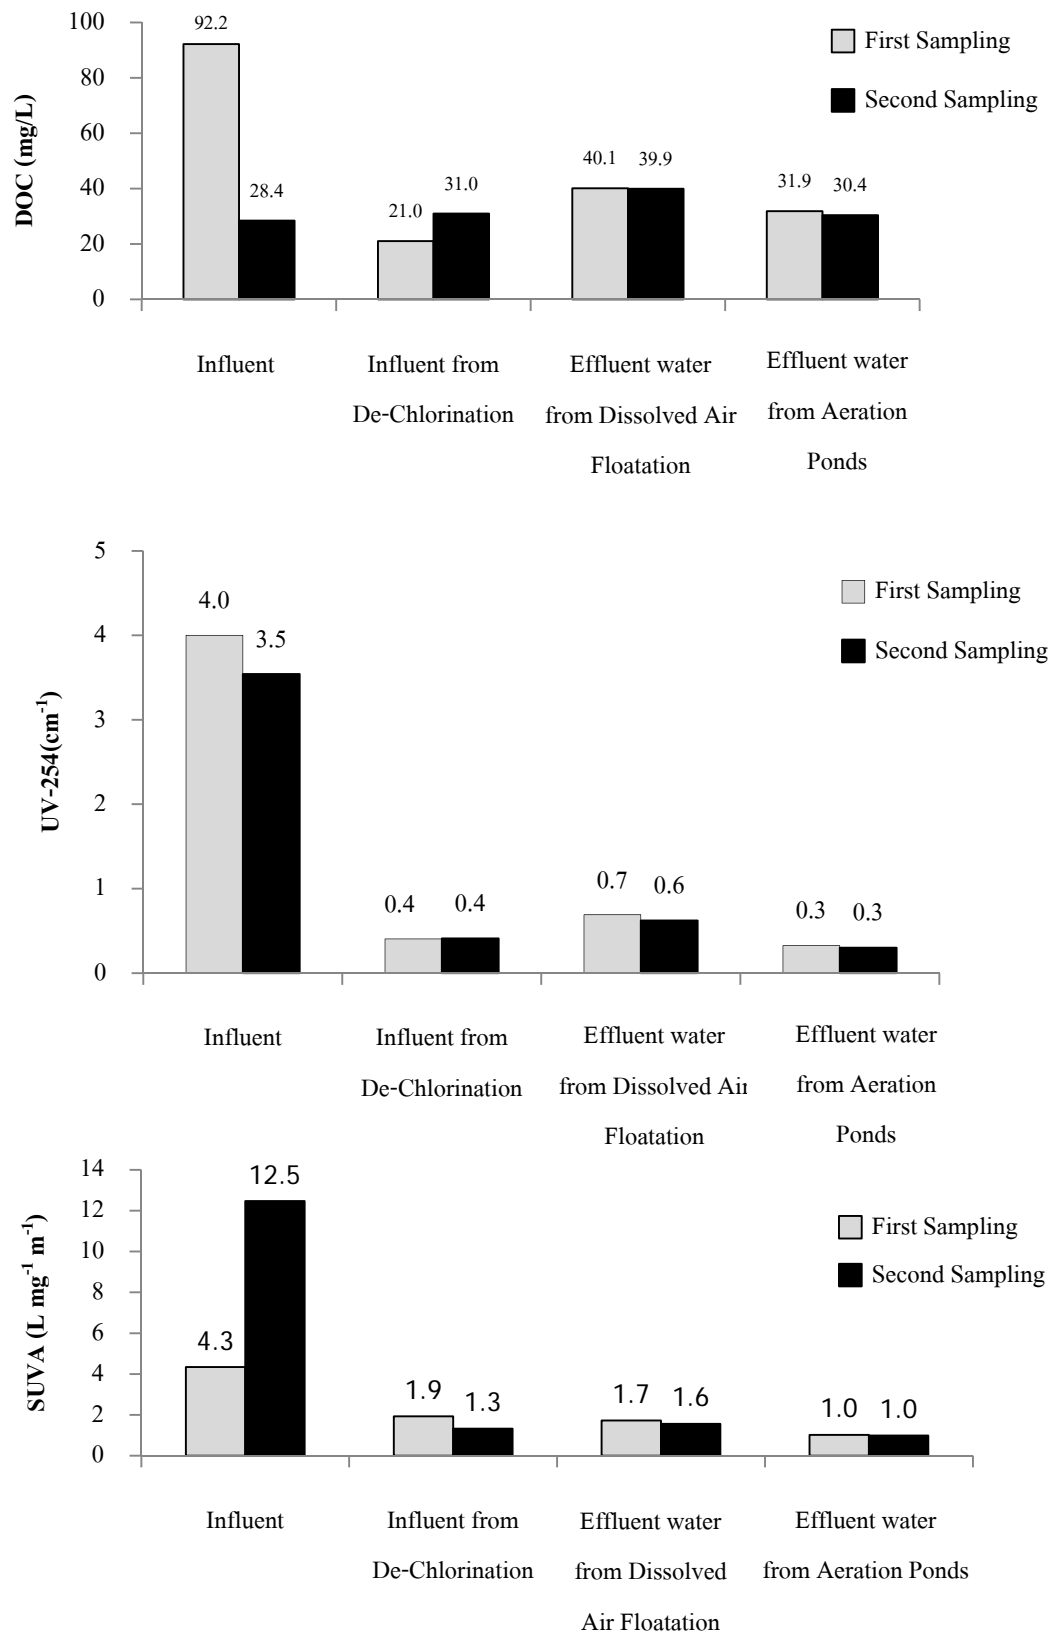 100
80
60
40
20
0
DOC (mg/L)
92.2
28.4
21.0
31.0
40.1
39.9
31.9
30.4
First Sampling
Second Sampling
Influent
Influent from
De-Chlorination
Effluent water
from Dissolved Air
Floatation
Effluent water
from Aeration
Ponds
5
4
3
2
1
0
UV-254(cm-1)
4.0
3.5
0.4
0.4
0.7
0.6
0.3
0.3
First Sampling
Second Sampling
Influent
Influent from
De-Chlorination
Effluent water
from Dissolved Air
Floatation
Effluent water
from Aeration
Ponds
14
12
10
8
6
4
2
0
SUVA (L mg-1 m-1)
4.3
12.5
1.9
1.3
1.7
1.6
1.0
1.0
First Sampling
Second Sampling
Influent
Influent from
De-Chlorination
Effluent water
from Dissolved
Air Floatation
Effluent water
from Aeration Ponds